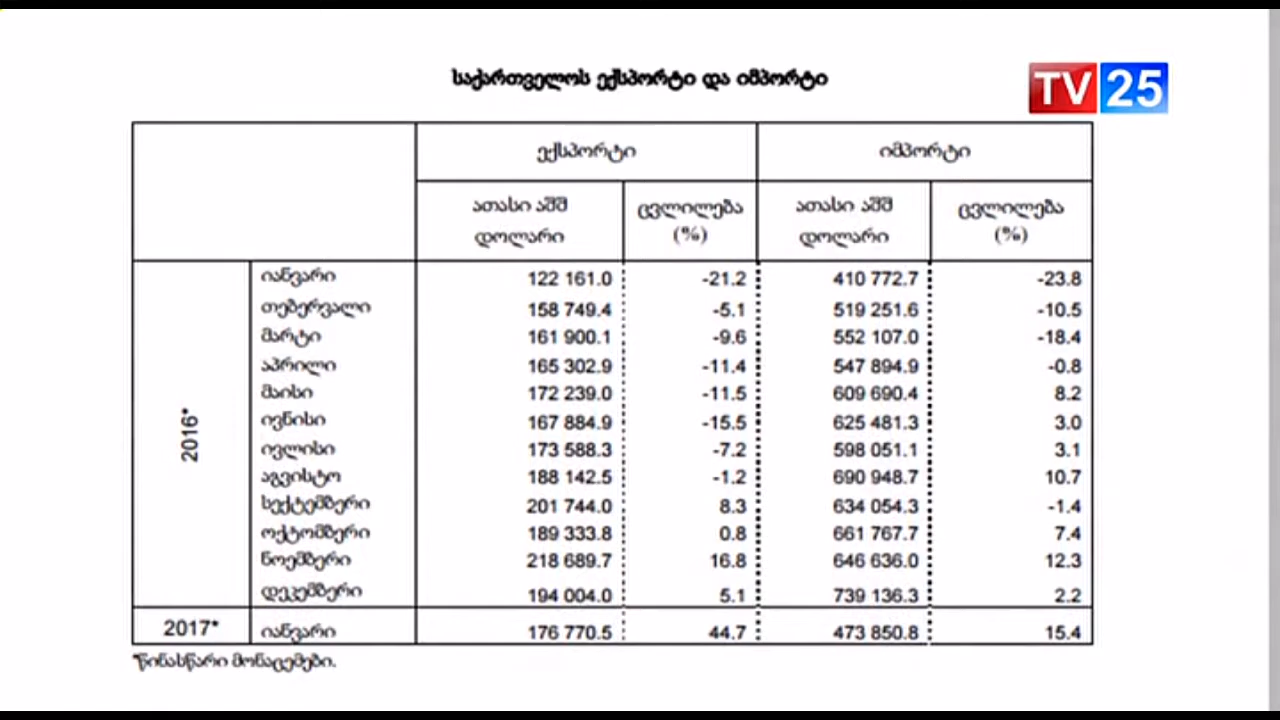 საქართველოს ექსპორტი და იმპორტი
TV 25
ექსპორტი იმპორტი
ათასი აშშ დოლარი ცვლილება (%) ათასი აშშ დოლარი ცვლილება (%)
2016*
იანვარი 122 161.0 -21.2 410 772.7 -23.8
თებერვალი 158 749.4 -5.1 519 251.6 -10.5
მარტი 161 900.1 -9.6 552 107.0 -18.4
აპრილი 165 302.9 -11.4 547 894.9 -0.8
მაისი 172 239.0 -11.5 609 690.4 8.2
ივნისი 167 884.9 -15.5 625 481.3 3.0
ივლისი 173 588.3 -7.2 598 051.1 3.1
აგვისტო 188 142.5 -1.2 690 948.7 10.7
სექტემბერი 201 744.0 8.3 634 054.3 -1.4
ოქტომბერი 189 333.8 0.8 661 767.7 7.4
ნოემბერი 218 689.7 16.8 646 636.0 12.3
დეკემბერი 194 004.0 5.1 739 136.3 2.2
2017* იანვარი 176 770.5 44.7 473 850.8 15.4
*წინასწარი მონაცემები.